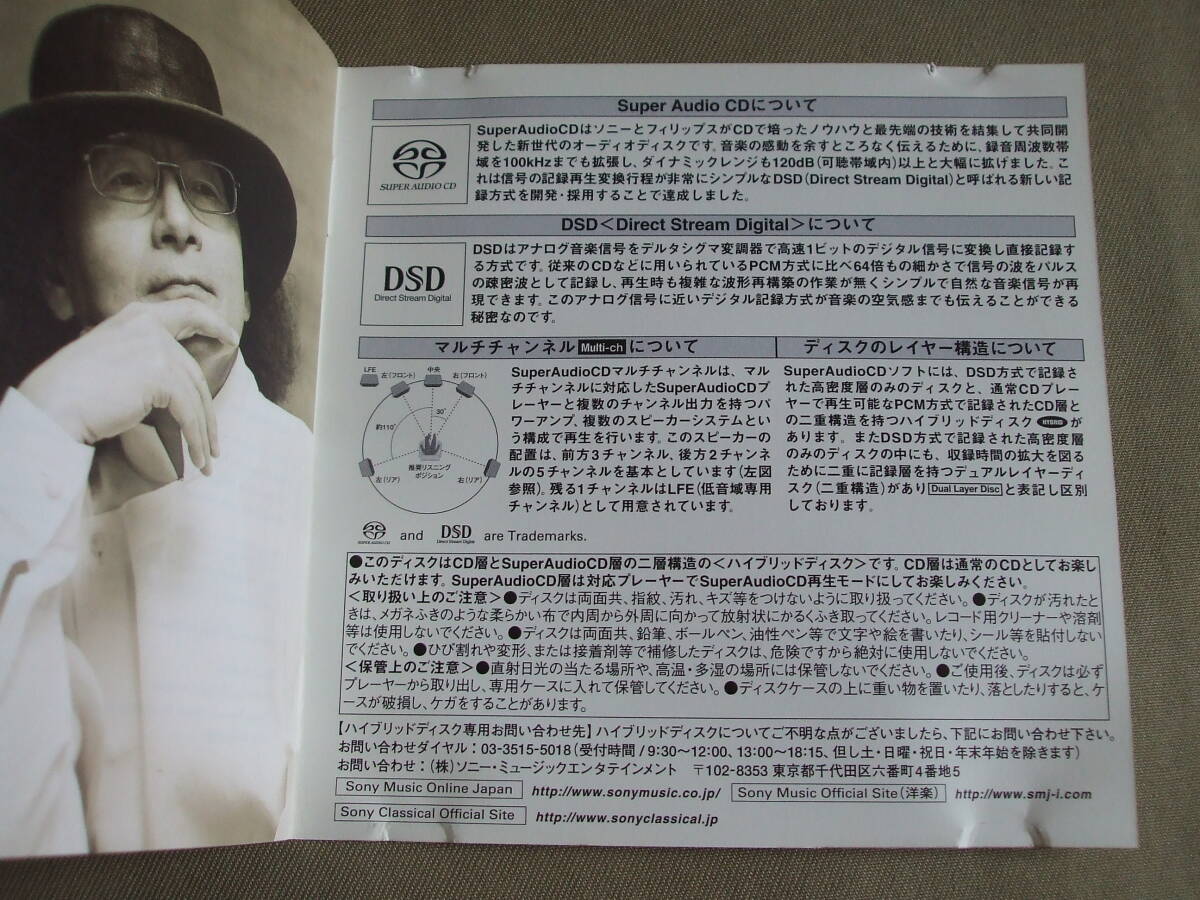 Super Audio CDについて
SUPER AUDIO CD
SuperAudioCDはソニーとフィリップスがCDで培ったノウハウと最先端の技術を結集して共同開
発した新世代のオーディオディスクです。音楽の感動を余すところなく伝えるために、録音周波数帯
域を100kHzまでも拡張し、ダイナミックレンジも120dB(可聴帯域内)以上と大幅に拡げました。こ
れは信号の記録再生変換行程が非常にシンプルなDSD(Direct Stream Digital)と呼ばれる新しい記
録方式を開発・採用することで達成しました。
DSD<Direct Stream Digital>について
DSD
Direct Stream Digital
DSDはアナログ音楽信号をデルタシグマ変調器で高速1ビットのデジタル信号に変換し直接記録す
る方式です。従来のCDなどに用いられているPCM方式に比べ64倍もの細かさで信号の波をパルス
の疎密波として記録し、再生時も複雑な波形再構築の作業が無くシンプルで自然な音楽信号が再
現できます。このアナログ信号に近いデジタル記録方式が音楽の空気感までも伝えることができる
秘密なのです。
マルチチャンネル Multi-ch について
LFE 左(フロント) 中央 右(フロント)
30°
約110°
推奨リスニング
ポジション
左(リア) 右(リア)
SuperAudioCDマルチチャンネルは、マル
チチャンネルに対応したSuperAudioCDプ
レーヤーと複数のチャンネル出力を持つパ
ワーアンプ、複数のスピーカーシステムとい
う構成で再生を行います。このスピーカーの
配置は、前方3チャンネル、後方2チャンネ
ルの5チャンネルを基本としています(左図
参照)。残る1チャンネルはLFE(低音域専用
チャンネル)として用意されています。
ディスクのレイヤー構造について
SuperAudioCDソフトには、DSD方式で記録さ
れた高密度層のみのディスクと、通常CDプレー
ヤーで再生可能なPCM方式で記録されたCD層と
の二重構造を持つハイブリッドディスク HYBRID が
あります。またDSD方式で記録された高密度層
のみのディスクの中にも、収録時間の拡大を図る
ために二重に記録層を持つデュアルレイヤーディ
スク(二重構造)があり Dual Layer Disc と表記し区別
しております。
SUPER AUDIO CD and DSD Direct Stream Digital are Trademarks.
●このディスクはCD層とSuperAudioCD層の二層構造の<ハイブリッドディスク>です。CD層は通常のCDとしてお楽し
みいただけます。SuperAudioCD層は対応プレーヤーでSuperAudioCD再生モードにしてお楽しみください。
<取り扱い上のご注意>●ディスクは両面共、指紋、汚れ、キズ等をつけないように取り扱ってください。●ディスクが汚れたと
きは、メガネふきのような柔らかい布で内周から外周に向かって放射状にかるくふき取ってください。レコード用クリーナーや溶剤
等は使用しないでください。●ディスクは両面共、鉛筆、ボールペン、油性ペン等で文字や絵を書いたり、シール等を貼付しない
でください。●ひび割れや変形、または接着剤等で補修したディスクは、危険ですから絶対に使用しないでください。
<保管上のご注意>●直射日光の当たる場所や、高温・多湿の場所には保管しないでください。●ご使用後、ディスクは必ず
プレーヤーから取り出し、専用ケースに入れて保管してください。●ディスクケースの上に重い物を置いたり、落としたりすると、ケー
スが破損し、ケガをすることがあります。
【ハイブリッドディスク専用お問い合わせ先】ハイブリッドディスクについてご不明な点がございましたら、下記にお問い合わせ下さい。
お問い合わせダイヤル:03-3515-5018(受付時間/9:30〜12:00、13:00〜18:15、但し土・日曜・祝日・年末年始を除きます)
お問い合わせ:(株)ソニー・ミュージックエンタテインメント 〒102-8353 東京都千代田区六番町4番地5
Sony Music Online Japan http://www.sonymusic.co.jp/ Sony Music Official Site(洋楽) http://www.smj-i.com
Sony Classical Official Site http://www.sonyclassical.jp